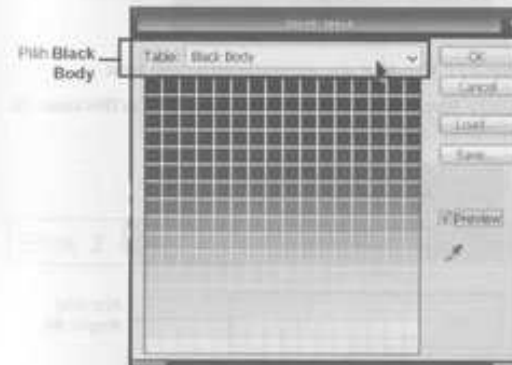 Pilih Black
Body
Table: Black Body
OK
Cancel
Load...
Save...
Preview